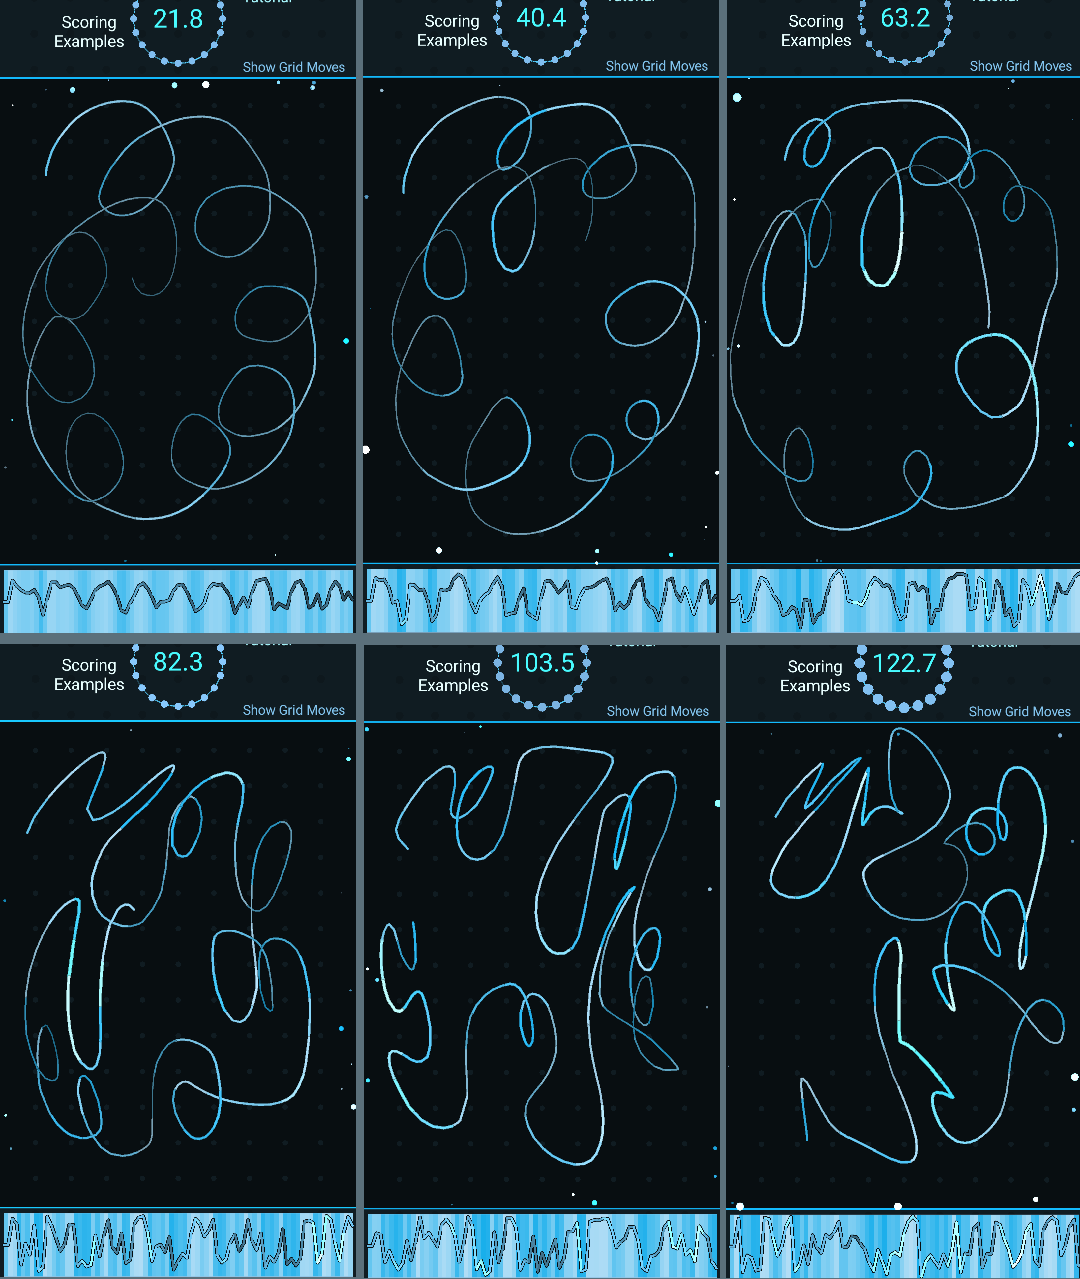 21.8
Scoring
Examples
Show Grid Moves
40.4
Scoring
Examples
Show Grid Moves
63.2
Scoring
Examples
Show Grid Moves
82.3
Scoring
Examples
Show Grid Moves
103.5
Scoring
Examples
Show Grid Moves
122.7
Scoring
Examples
Show Grid Moves